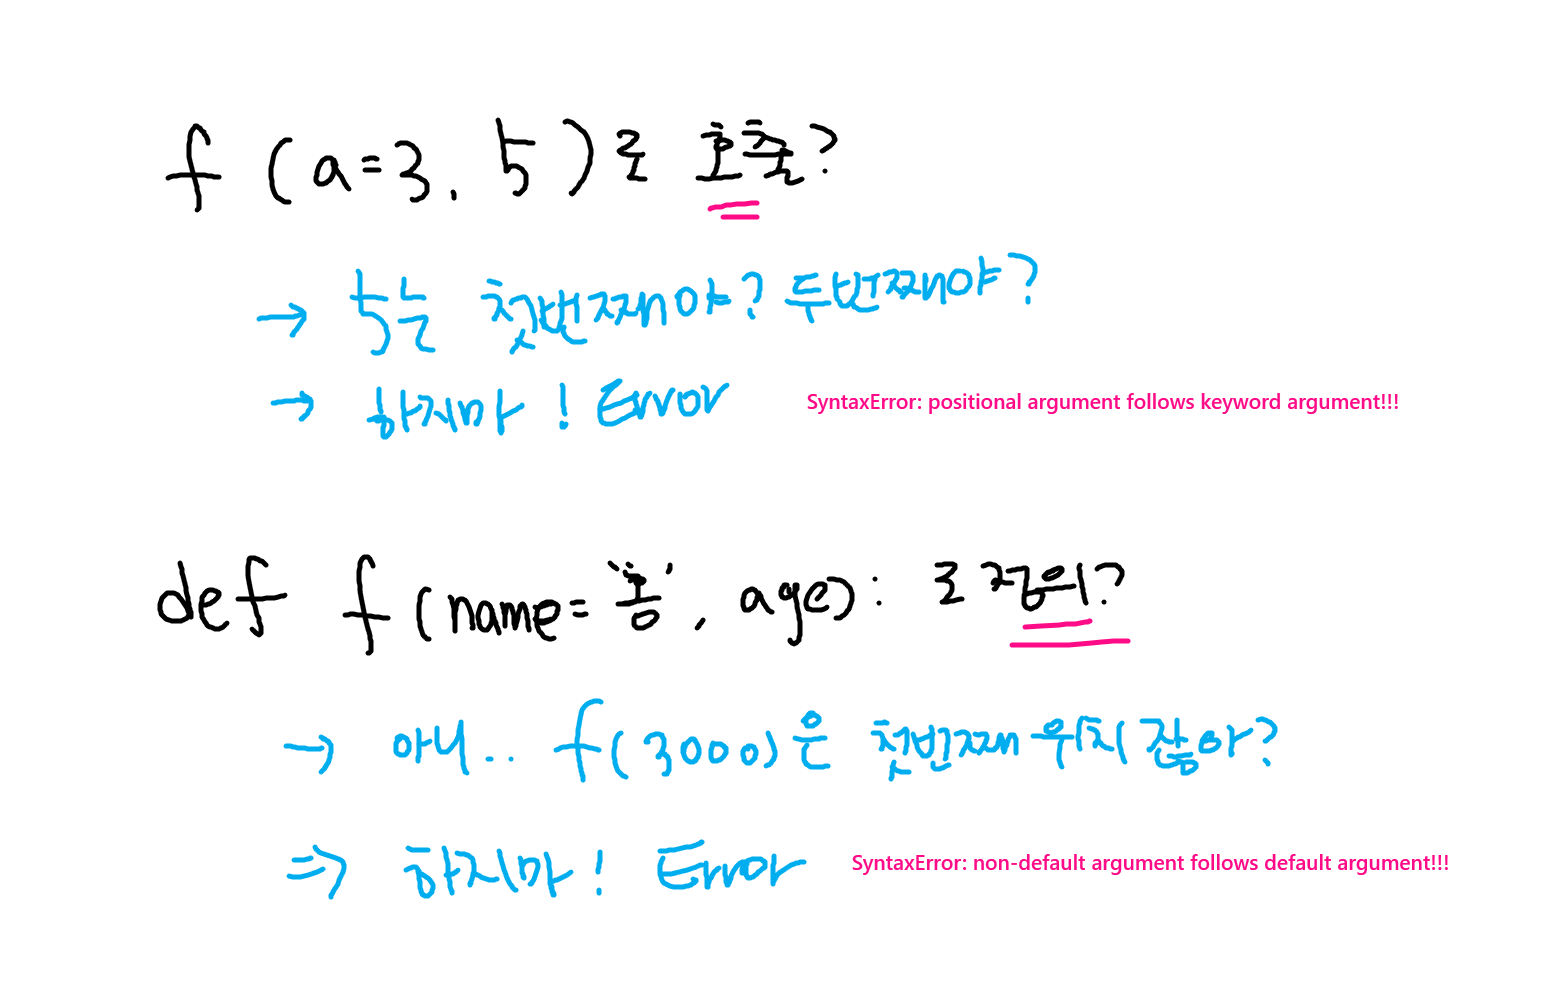 f(a=3, 5)로 호출?
→ 5는 첫번째야? 두번째야?
→ 하지마! Error SyntaxError: positional argument follows keyword argument!!!
def f(name='홍', age): 로 정의?
→ 아니.. f(3000)은 첫번째 위치 잖아?
⇒ 하지마! Error SyntaxError: non-default argument follows default argument!!!